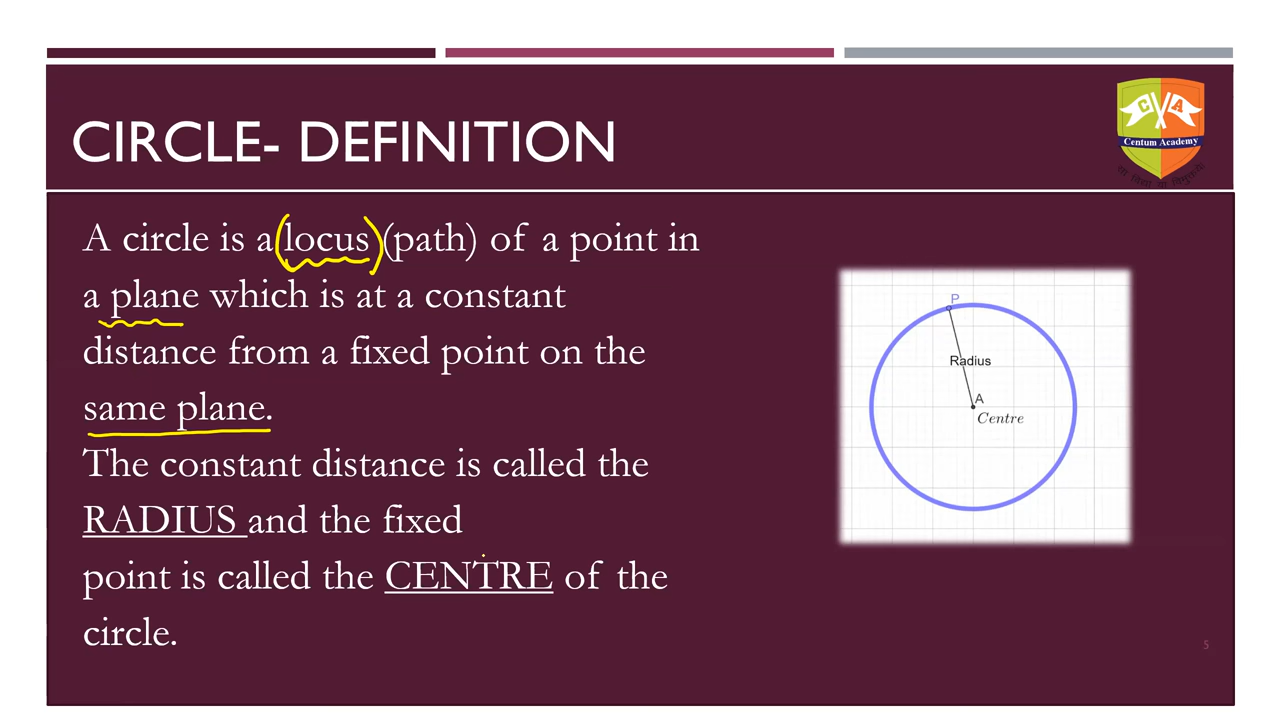 CIRCLE- DEFINITION
Centum Academy
C A
A circle is a (locus) (path) of a point in
a plane which is at a constant
distance from a fixed point on the
same plane.
The constant distance is called the
RADIUS and the fixed
point is called the CENTRE of the
circle.
P
Radius
A
Centre
5